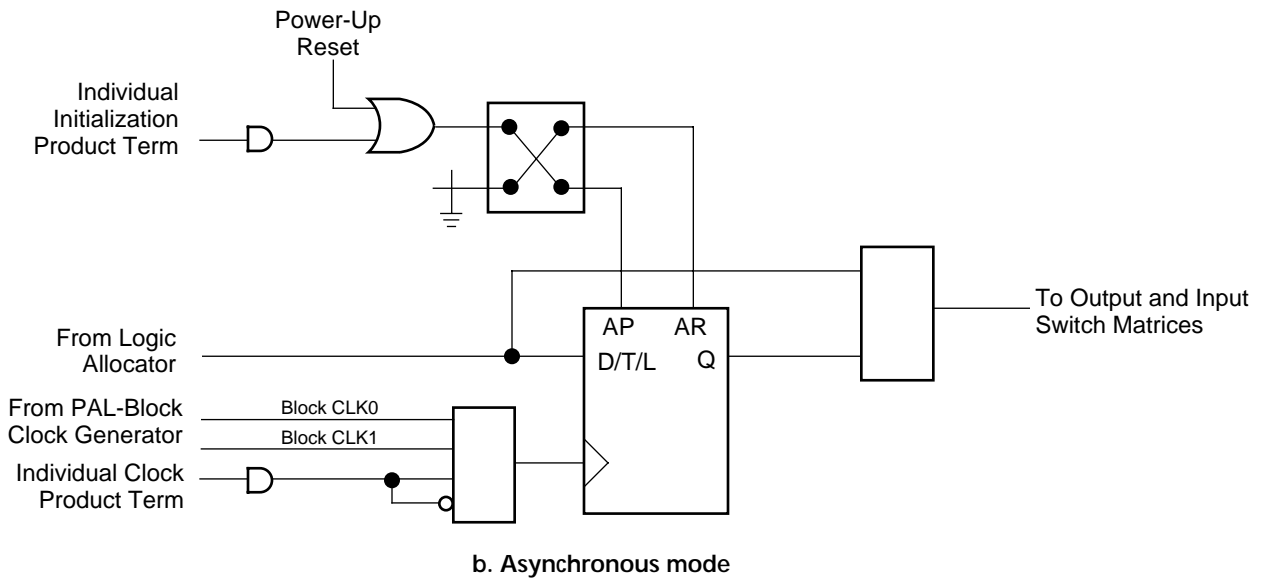 Power-Up
Reset
Individual
Initialization
Product Term
AP
AR
D/T/L
Q
To Output and Input
Switch Matrices
From Logic
Allocator
From PAL-Block
Clock Generator
Block CLK0
Block CLK1
Individual Clock
Product Term
b. Asynchronous mode